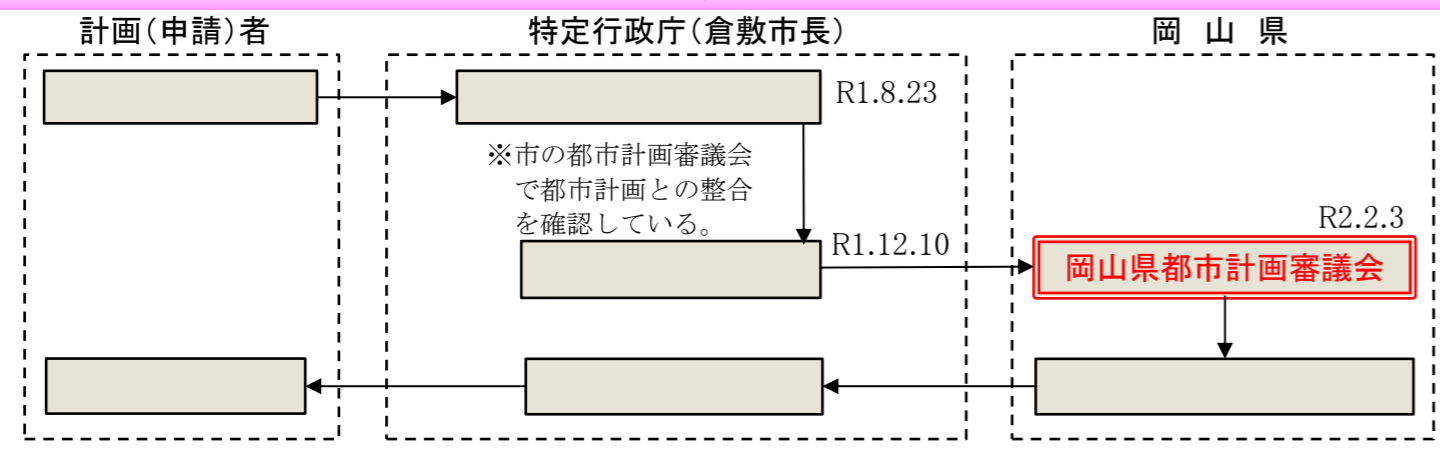 計画(申請)者
特定行政庁(倉敷市長)
岡山県
R1.8.23
※市の都市計画審議会
で都市計画との整合
を確認している。
R2.2.3
R1.12.10
岡山県都市計画審議会